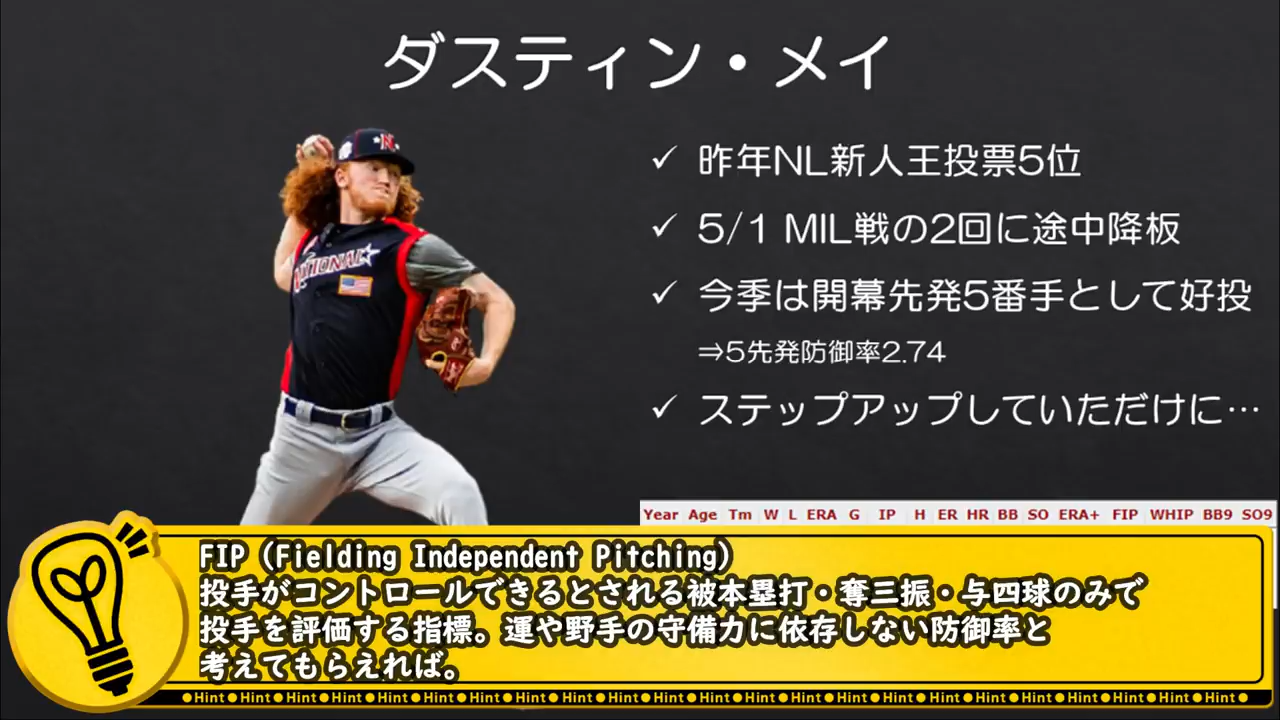 ダスティン・メイ
✓ 昨年NL新人王投票5位
✓ 5/1 MIL戦の2回に途中降板
✓ 今季は開幕先発5番手として好投
⇒5先発防御率2.74
✓ ステップアップしていただけに…
NATIONAL
Year Age Tm W L ERA G IP H ER HR BB SO ERA+ FIP WHIP BB9 SO9
FIP（Fielding Independent Pitching）
投手がコントロールできるとされる被本塁打・奪三振・与四球のみで
投手を評価する指標。運や野手の守備力に依存しない防御率と
考えてもらえれば。
●Hint●Hint●Hint●Hint●Hint●Hint●Hint●Hint●Hint●Hint●Hint●Hint●Hint●Hint●Hint●Hint●Hint●Hint●Hint●Hint●Hint●Hint●Hint●